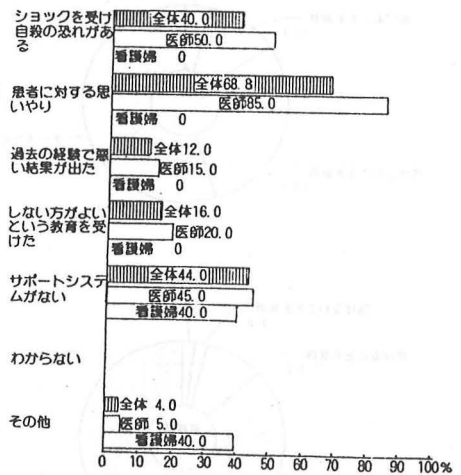 ショックを受け
自殺の恐れがあ
る
全体40.0
医師50.0
看護婦 0
患者に対する思
いやり
全体68.8
医師85.0
看護婦 0
過去の経験で悪
い結果が出た
全体12.0
医師15.0
看護婦 0
しない方がよい
という教育を受
けた
全体16.0
医師20.0
看護婦 0
サポートシステ
ムがない
全体44.0
医師45.0
看護婦40.0
わからない
その他
全体 4.0
医師 5.0
看護婦40.0
0 10 20 30 40 50 60 70 80 90 100%